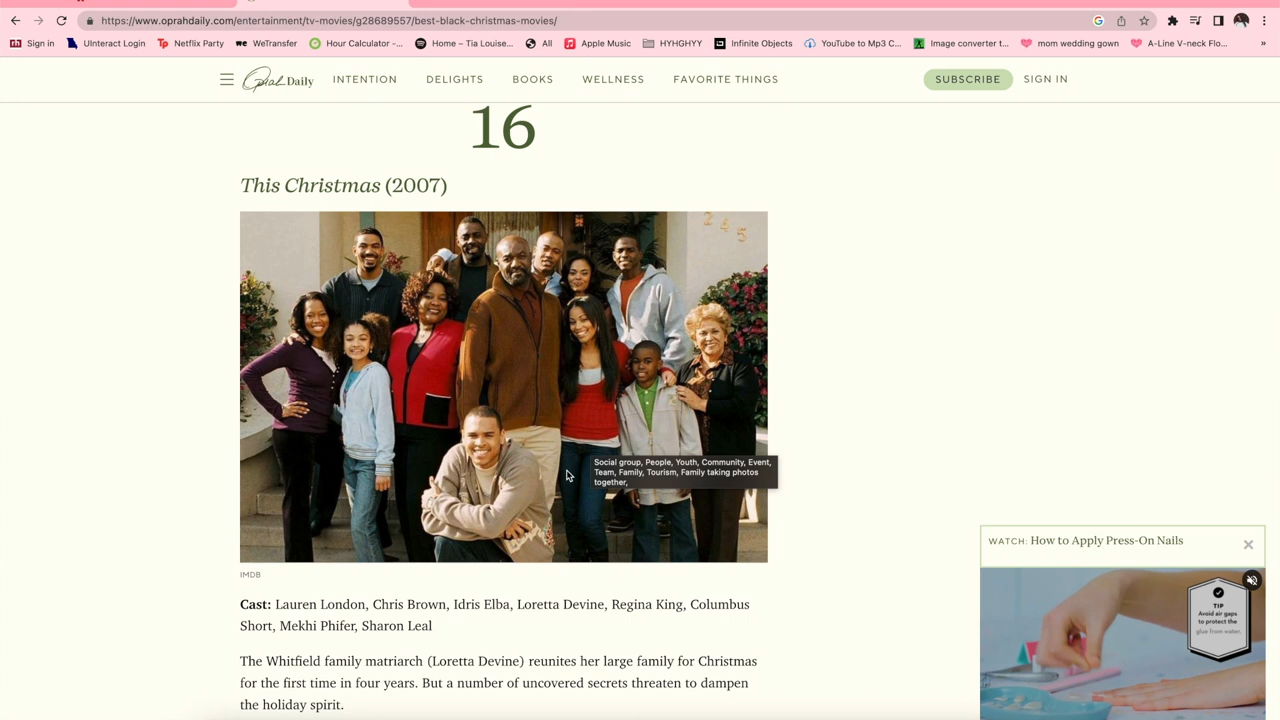 https://www.oprahdaily.com/entertainment/tv-movies/g28689557/best-black-christmas-movies/
Sign in
UInteract Login
Netflix Party
WeTransfer
Hour Calculator -...
Home – Tia Louise...
All
Apple Music
HYHGHYY
Infinite Objects
YouTube to Mp3 C...
Image converter t...
mom wedding gown
A-Line V-neck Flo...
»
Oprah Daily
INTENTION
DELIGHTS
BOOKS
WELLNESS
FAVORITE THINGS
SUBSCRIBE
SIGN IN
16
This Christmas (2007)
245
Social group, People, Youth, Community, Event,
Team, Family, Tourism, Family taking photos
together,
IMDB
Cast: Lauren London, Chris Brown, Idris Elba, Loretta Devine, Regina King, Columbus
Short, Mekhi Phifer, Sharon Leal
The Whitfield family matriarch (Loretta Devine) reunites her large family for Christmas
for the first time in four years. But a number of uncovered secrets threaten to dampen
the holiday spirit.
WATCH: How to Apply Press-On Nails
TIP
Avoid air gaps
to protect the
glue from water.